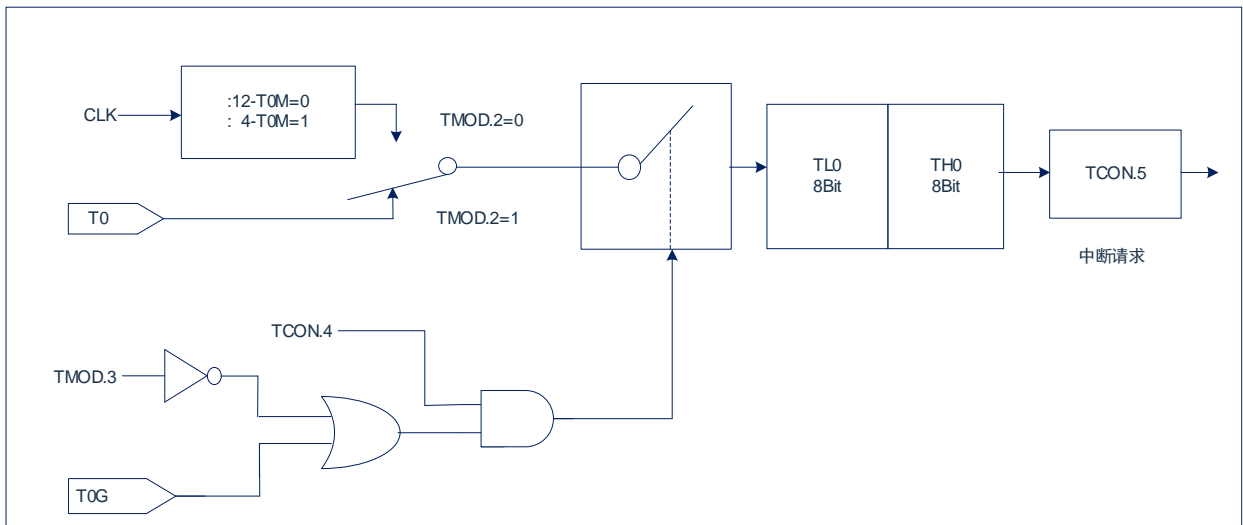 :12-T0M=0
: 4-T0M=1
CLK
TMOD.2=0
T0
TMOD.2=1
TL0
8Bit
TH0
8Bit
TCON.5
中断请求
TCON.4
TMOD.3
T0G